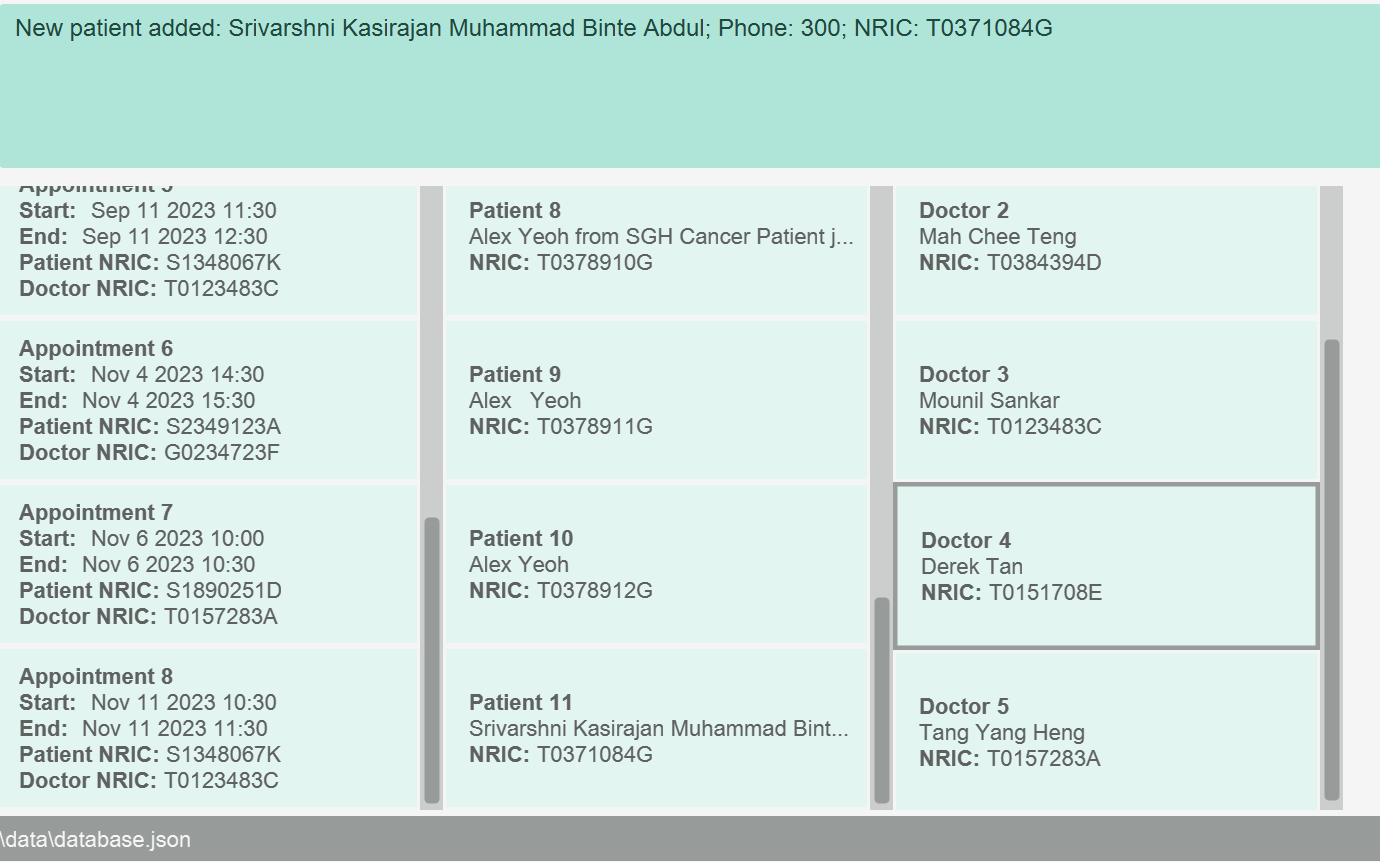 New patient added: Srivarshni Kasirajan Muhammad Binte Abdul; Phone: 300; NRIC: T0371084G
Appointment 5
Start: Sep 11 2023 11:30
End: Sep 11 2023 12:30
Patient NRIC: S1348067K
Doctor NRIC: T0123483C
Appointment 6
Start: Nov 4 2023 14:30
End: Nov 4 2023 15:30
Patient NRIC: S2349123A
Doctor NRIC: G0234723F
Appointment 7
Start: Nov 6 2023 10:00
End: Nov 6 2023 10:30
Patient NRIC: S1890251D
Doctor NRIC: T0157283A
Appointment 8
Start: Nov 11 2023 10:30
End: Nov 11 2023 11:30
Patient NRIC: S1348067K
Doctor NRIC: T0123483C
Patient 8
Alex Yeoh from SGH Cancer Patient j...
NRIC: T0378910G
Patient 9
Alex   Yeoh
NRIC: T0378911G
Patient 10
Alex Yeoh
NRIC: T0378912G
Patient 11
Srivarshni Kasirajan Muhammad Bint...
NRIC: T0371084G
Doctor 2
Mah Chee Teng
NRIC: T0384394D
Doctor 3
Mounil Sankar
NRIC: T0123483C
Doctor 4
Derek Tan
NRIC: T0151708E
Doctor 5
Tang Yang Heng
NRIC: T0157283A
\data\database.json